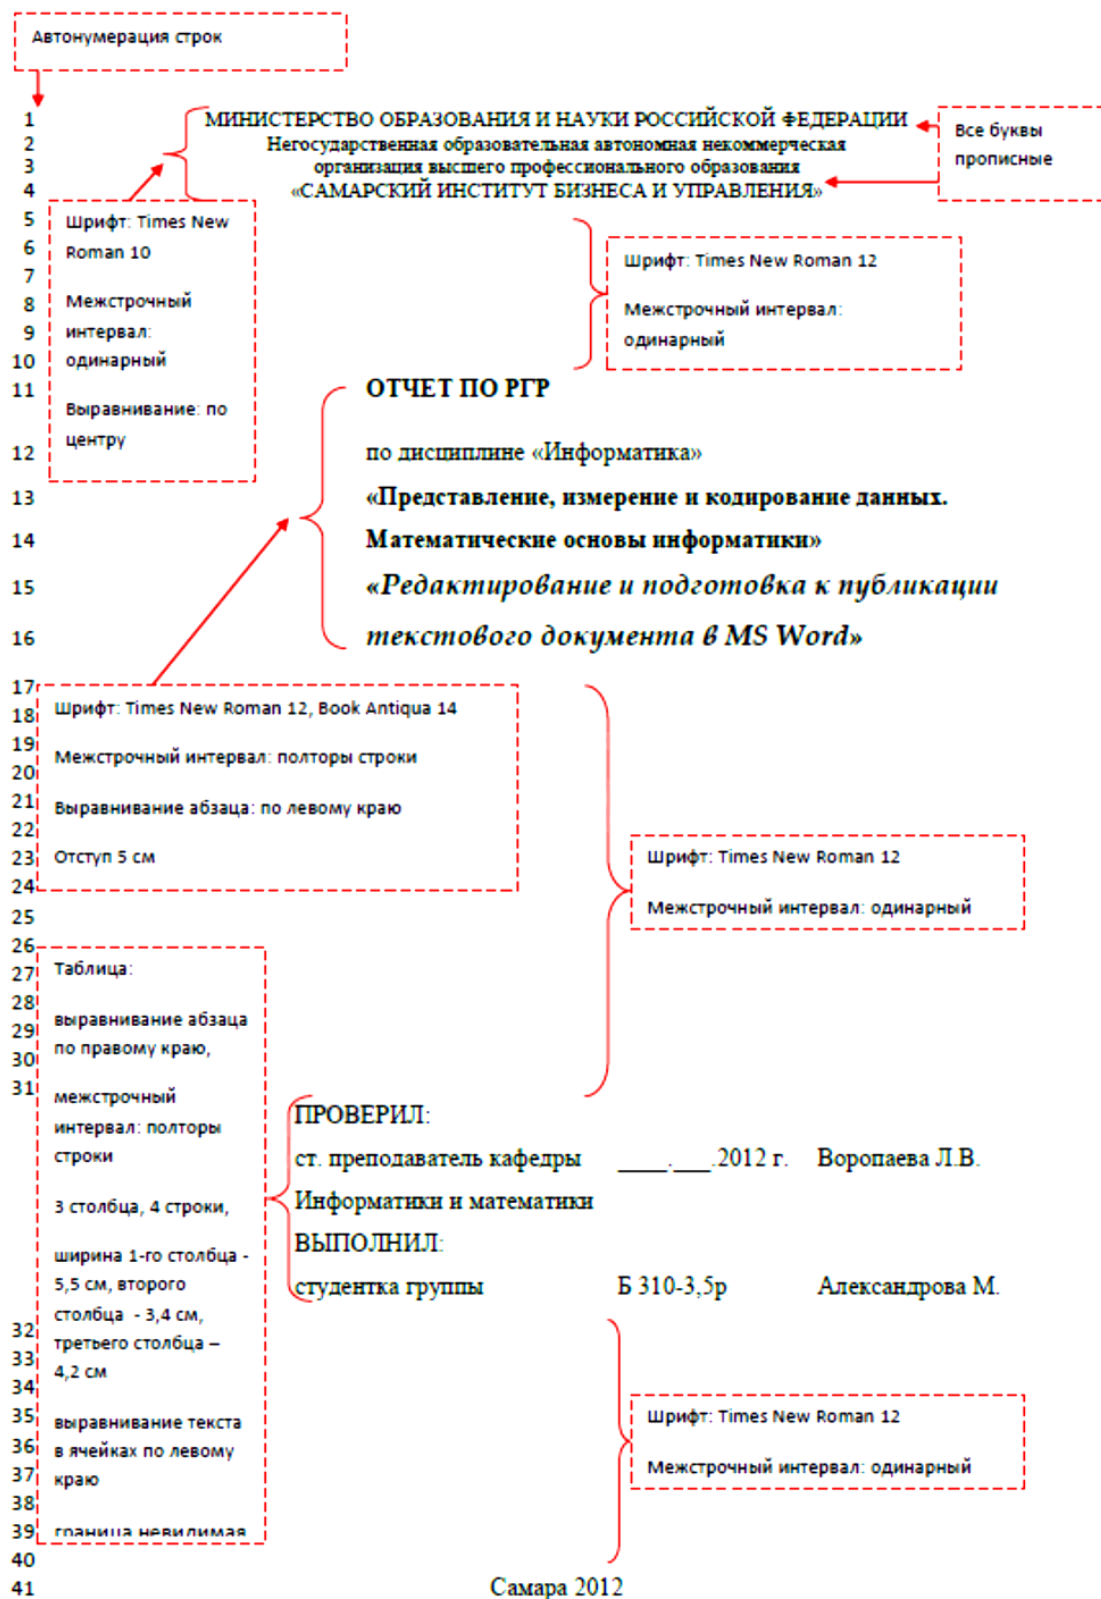 Автонумерация строк
1 МИНИСТЕРСТВО ОБРАЗОВАНИЯ И НАУКИ РОССИЙСКОЙ ФЕДЕРАЦИИ
2 Негосударственная образовательная автономная некоммерческая
3 организация высшего профессионального образования
4 «САМАРСКИЙ ИНСТИТУТ БИЗНЕСА И УПРАВЛЕНИЯ»
Все буквы
прописные
5
6
7
8
9
10
Шрифт: Times New
Roman 10
Межстрочный
интервал:
одинарный
Выравнивание: по
центру
Шрифт: Times New Roman 12
Межстрочный интервал:
одинарный
11 ОТЧЕТ ПО РГР
12 по дисциплине «Информатика»
13 «Представление, измерение и кодирование данных.
14 Математические основы информатики»
15 «Редактирование и подготовка к публикации
16 текстового документа в MS Word»
17
18
19
20
21
22
23
24
25
26
27
28
29
30
31
Шрифт: Times New Roman 12, Book Antiqua 14
Межстрочный интервал: полторы строки
Выравнивание абзаца: по левому краю
Отступ 5 см
Шрифт: Times New Roman 12
Межстрочный интервал: одинарный
Таблица:
выравнивание абзаца
по правому краю,
межстрочный
интервал: полторы
строки
3 столбца, 4 строки,
ширина 1-го столбца -
5,5 см, второго
столбца - 3,4 см,
третьего столбца –
4,2 см
выравнивание текста
в ячейках по левому
краю
граница невидимая
ПРОВЕРИЛ:
ст. преподаватель кафедры ____.___.2012 г. Воропаева Л.В.
Информатики и математики
ВЫПОЛНИЛ:
студентка группы Б 310-3,5р Александрова М.
32
33
34
35
36
37
38
39
40
Шрифт: Times New Roman 12
Межстрочный интервал: одинарный
41 Самара 2012